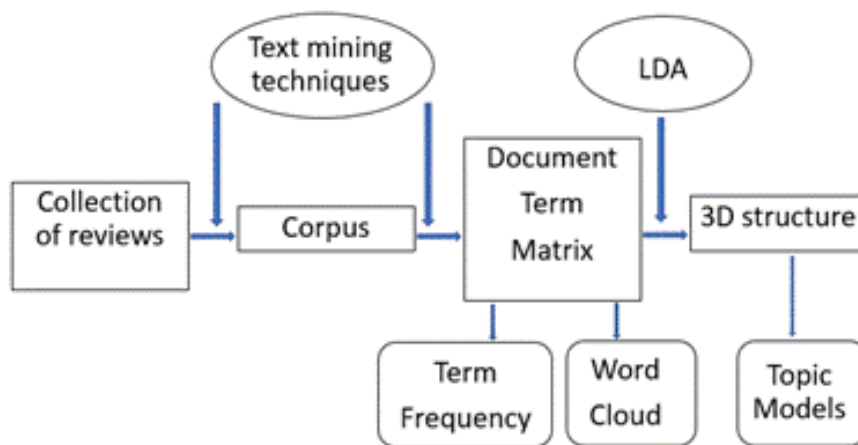 Text mining
techniques
LDA
Collection
of reviews
Corpus
Document
Term
Matrix
3D structure
Term
Frequency
Word
Cloud
Topic
Models